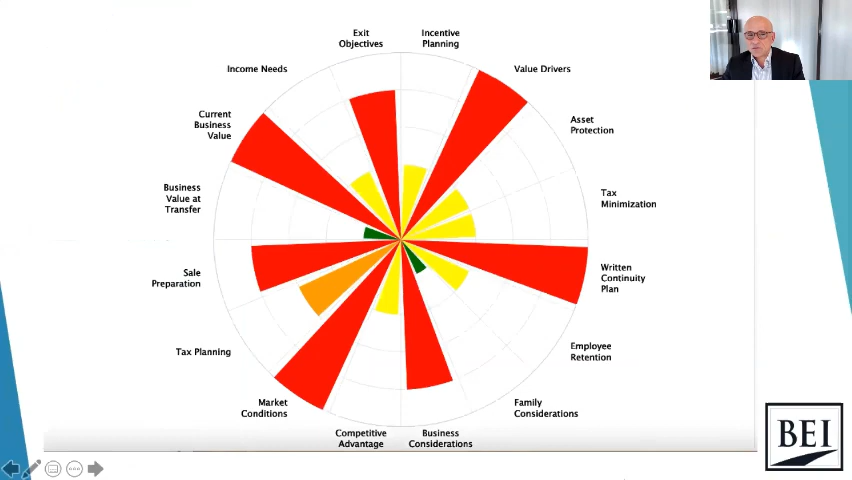 Exit
Objectives
Incentive
Planning
Income Needs
Value Drivers
Current
Business
Value
Asset
Protection
Business
Value at
Transfer
Tax
Minimization
Sale
Preparation
Written
Continuity
Plan
Tax Planning
Employee
Retention
Market
Conditions
Family
Considerations
Competitive
Advantage
Business
Considerations
BEI